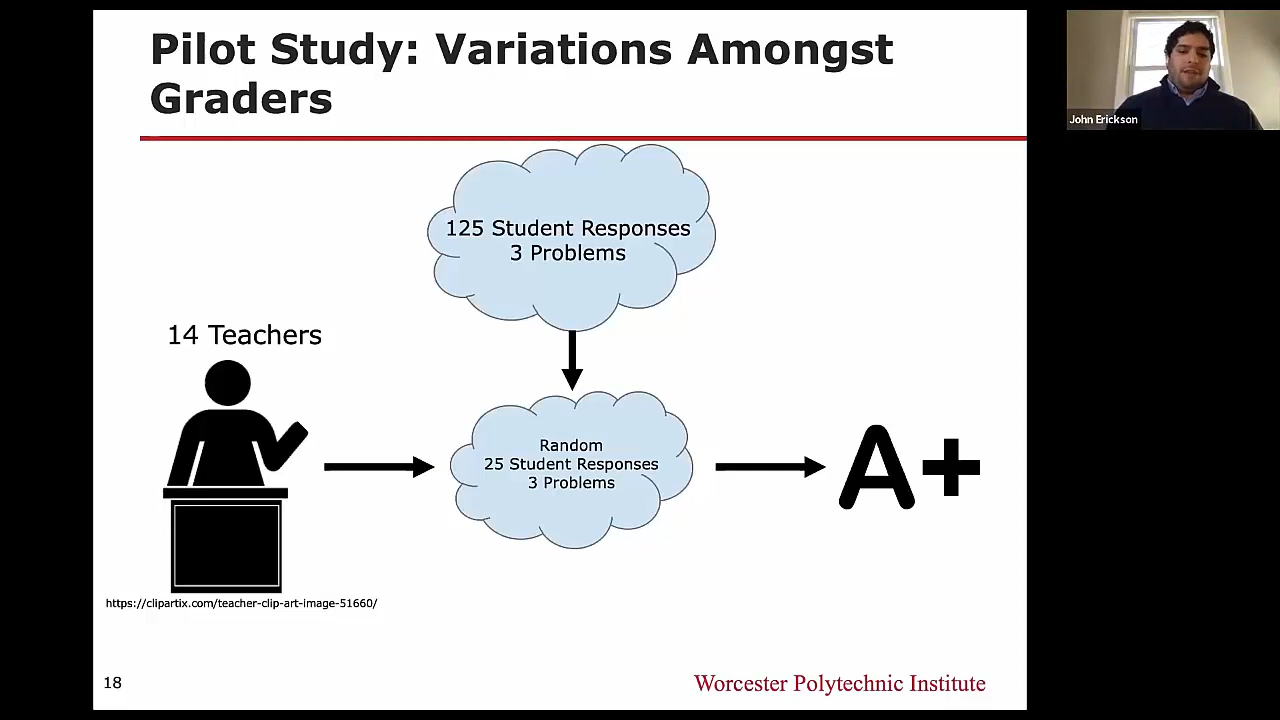 Pilot Study: Variations Amongst
Graders
John Erickson
125 Student Responses
3 Problems
14 Teachers
Random
25 Student Responses
3 Problems
A+
https://clipartix.com/teacher-clip-art-image-51660/
18
Worcester Polytechnic Institute